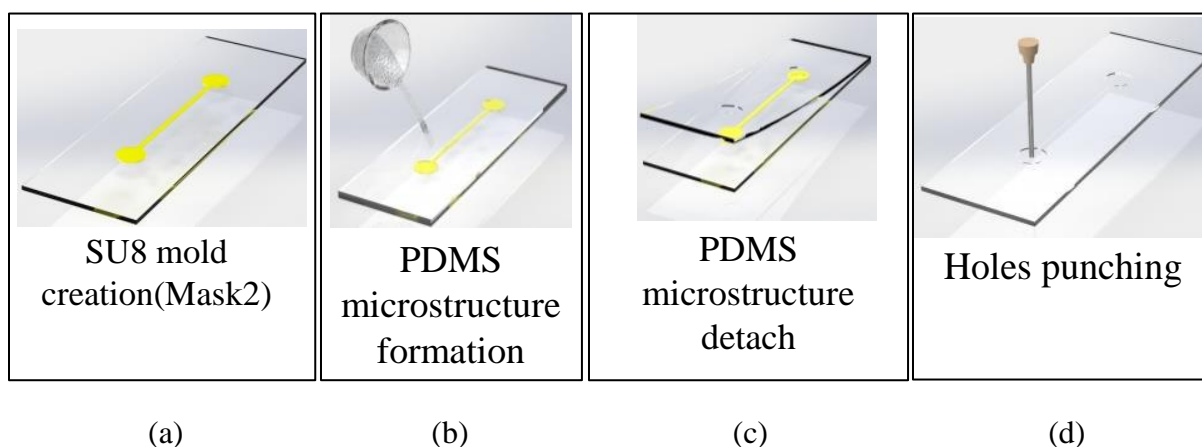 SU8 mold
creation(Mask2)
PDMS
microstructure
formation
PDMS
microstructure
detach
Holes punching
(a)
(b)
(c)
(d)